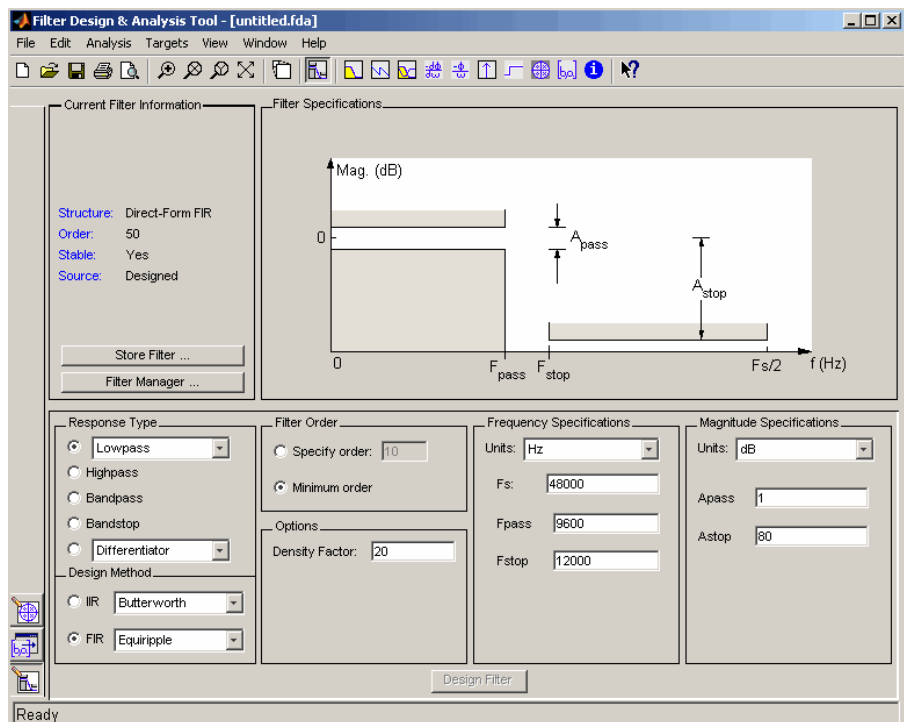 Filter Design & Analysis Tool - [untitled.fda]
File Edit Analysis Targets View Window Help
Current Filter Information
Structure: Direct-Form FIR
Order: 50
Stable: Yes
Source: Designed
Store Filter ...
Filter Manager ...
Filter Specifications
Mag. (dB)
0
A pass
A stop
0
F pass
F stop
Fs/2
f (Hz)
Response Type
Lowpass
Highpass
Bandpass
Bandstop
Differentiator
Design Method
IIR Butterworth
FIR Equiripple
Filter Order
Specify order: 10
Minimum order
Options
Density Factor: 20
Frequency Specifications
Units: Hz
Fs: 48000
Fpass 9600
Fstop 12000
Magnitude Specifications
Units: dB
Apass 1
Astop 80
Design Filter
Ready